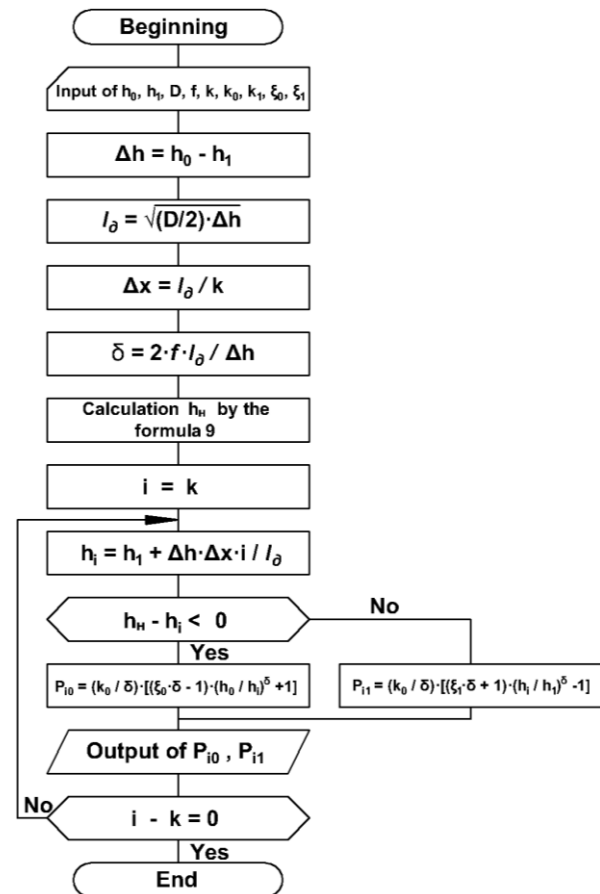 Beginning
Input of h₀, h₁, D, f, k, k₀, k₁, ξ₀, ξ₁
Δh = h₀ - h₁
l∂ = √(D/2)·Δh
Δx = l∂ / k
δ = 2·f·l∂ / Δh
Calculation hₙ by the
formula 9
i = k
hᵢ = h₁ + Δh·Δx·i / l∂
hₙ - hᵢ < 0
No
Yes
Pᵢ₀ = (k₀ / δ)·[(ξ₀·δ - 1)·(h₀ / hᵢ)^δ +1]
Pᵢ₁ = (k₀ / δ)·[(ξ₁·δ + 1)·(hᵢ / h₁)^δ -1]
Output of Pᵢ₀ , Pᵢ₁
No
i - k = 0
Yes
End